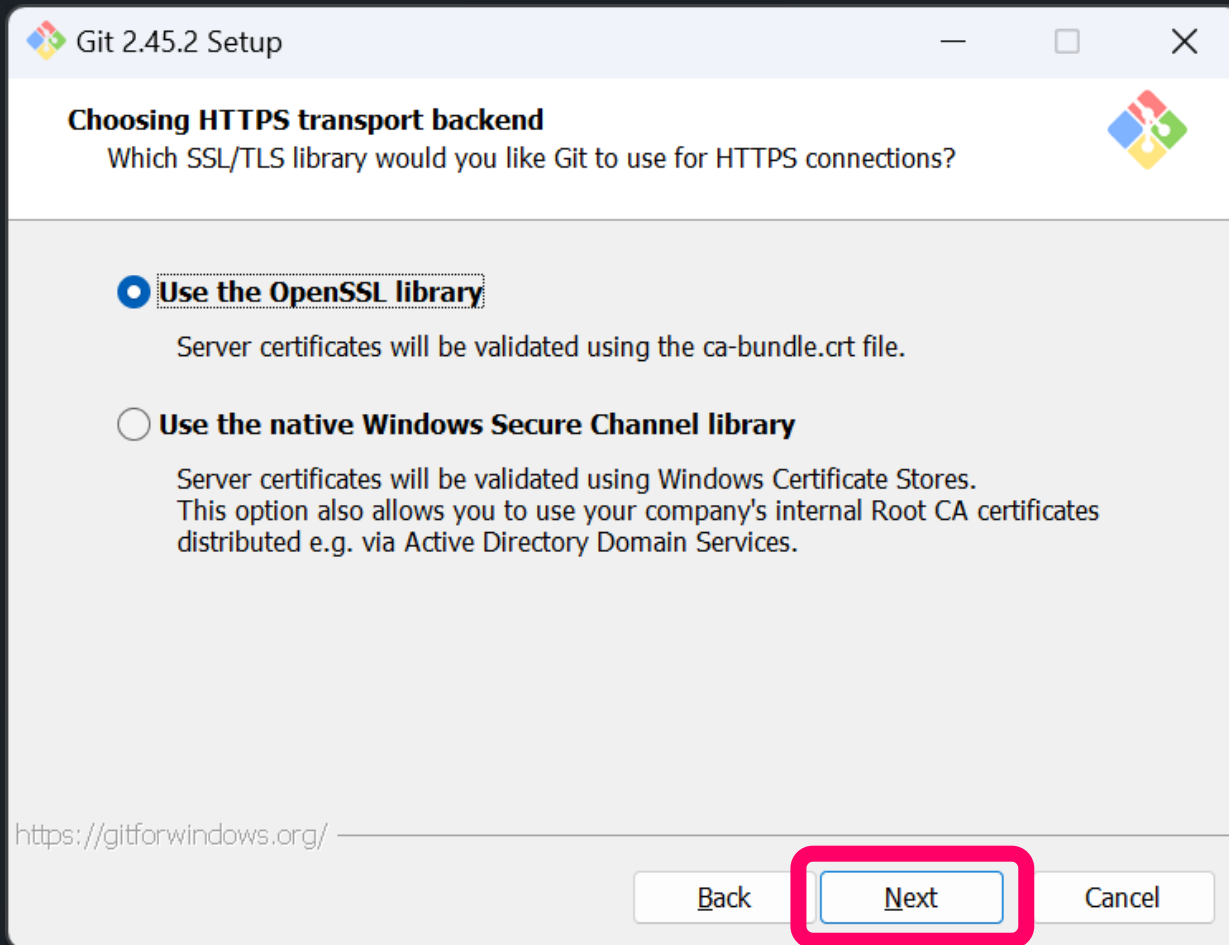 Git 2.45.2 Setup
Choosing HTTPS transport backend
Which SSL/TLS library would you like Git to use for HTTPS connections?
Use the OpenSSL library
Server certificates will be validated using the ca-bundle.crt file.
Use the native Windows Secure Channel library
Server certificates will be validated using Windows Certificate Stores.
This option also allows you to use your company's internal Root CA certificates
distributed e.g. via Active Directory Domain Services.
https://gitforwindows.org/
Back Next Cancel